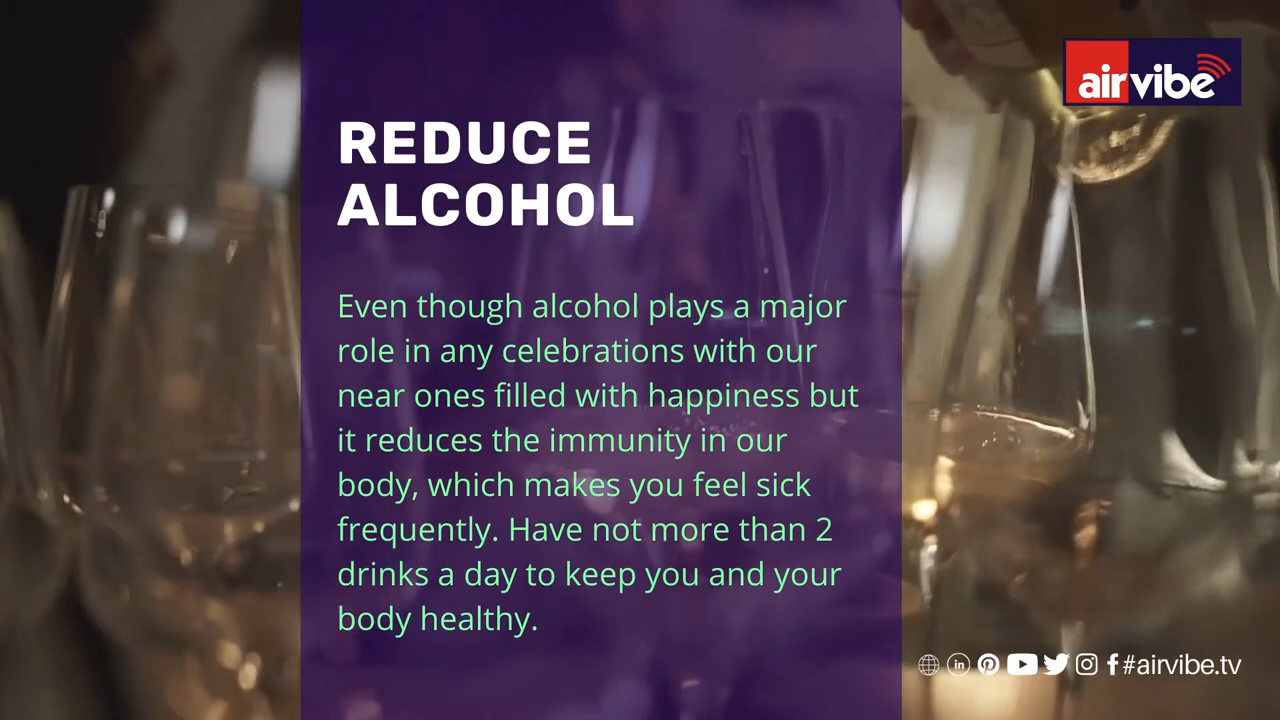 airvibe
REDUCE
ALCOHOL
Even though alcohol plays a major
role in any celebrations with our
near ones filled with happiness but
it reduces the immunity in our
body, which makes you feel sick
frequently. Have not more than 2
drinks a day to keep you and your
body healthy.
#airvibe.tv